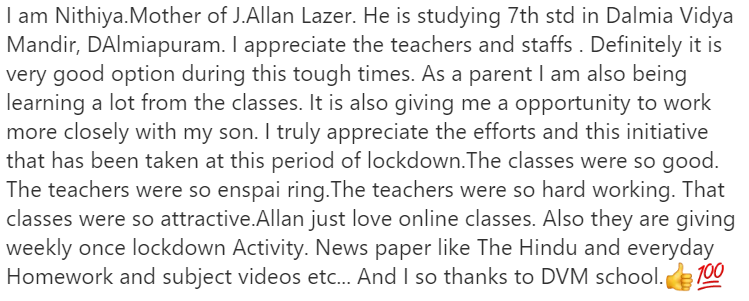 I am Nithiya.Mother of J.Allan Lazer. He is studying 7th std in Dalmia Vidya
Mandir, DAlmiapuram. I appreciate the teachers and staffs . Definitely it is
very good option during this tough times. As a parent I am also being
learning a lot from the classes. It is also giving me a opportunity to work
more closely with my son. I truly appreciate the efforts and this initiative
that has been taken at this period of lockdown.The classes were so good.
The teachers were so enspai ring.The teachers were so hard working. That
classes were so attractive.Allan just love online classes. Also they are giving
weekly once lockdown Activity. News paper like The Hindu and everyday
Homework and subject videos etc... And I so thanks to DVM school.👍💯